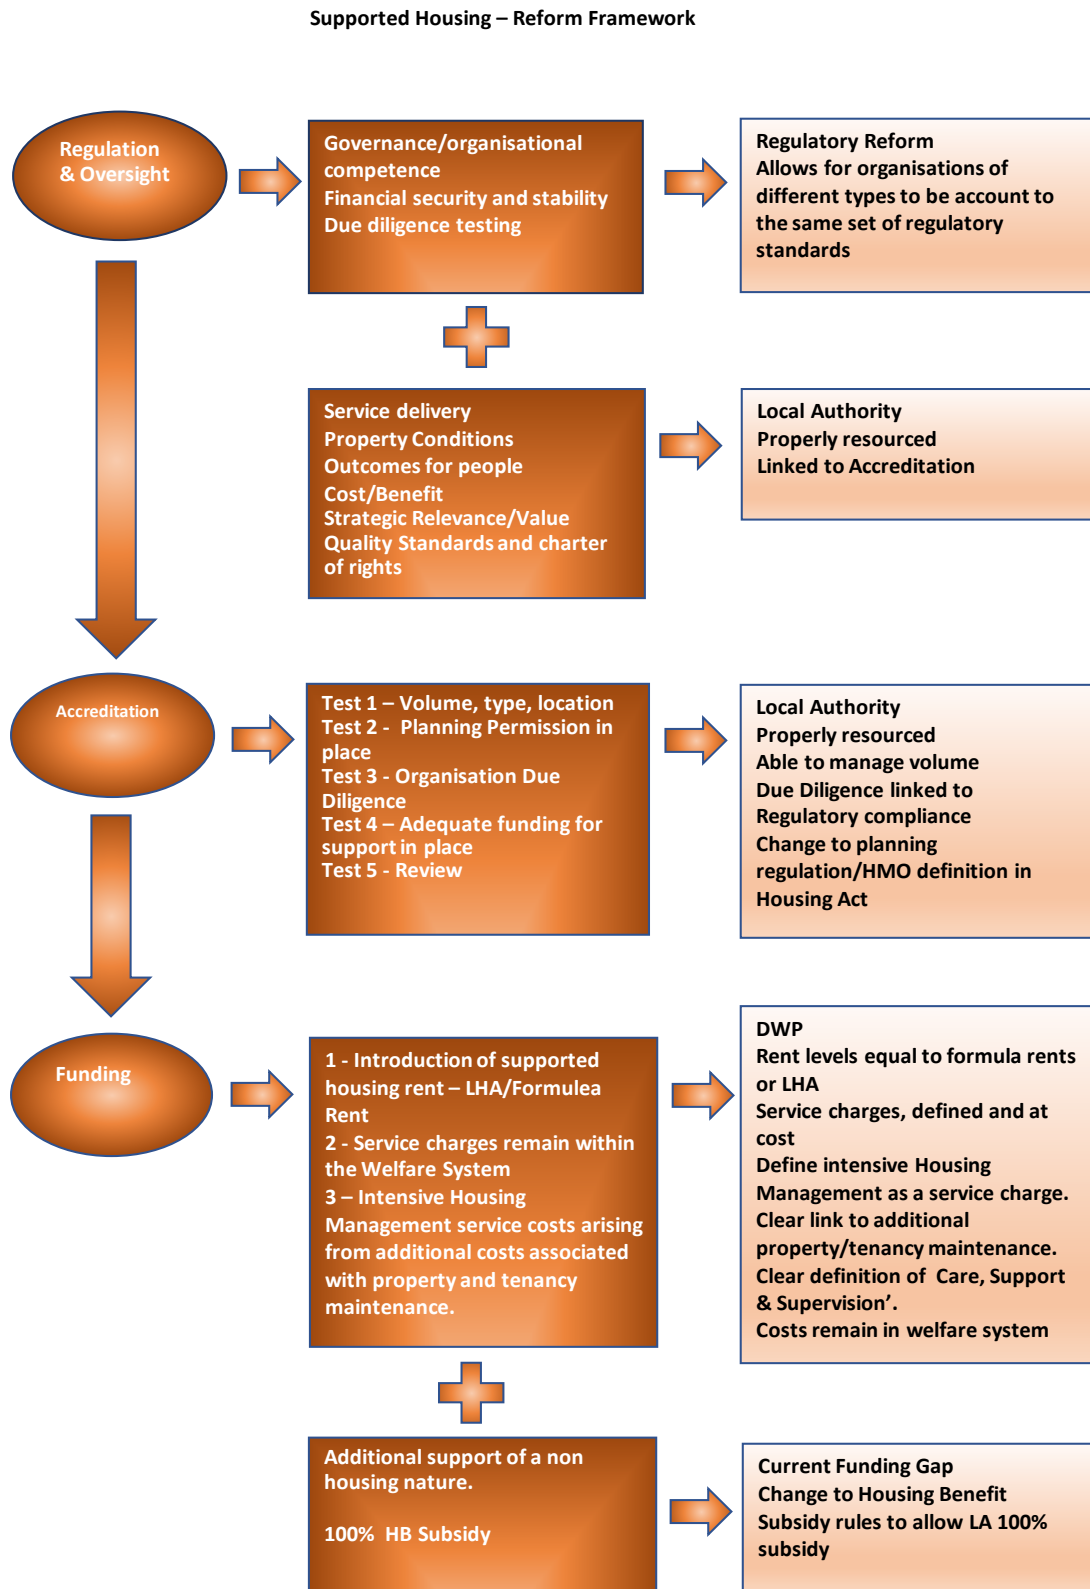 Supported Housing – Reform Framework
Regulation
& Oversight
Governance/organisational
competence
Financial security and stability
Due diligence testing
Regulatory Reform
Allows for organisations of
different types to be account to
the same set of regulatory
standards
Service delivery
Property Conditions
Outcomes for people
Cost/Benefit
Strategic Relevance/Value
Quality Standards and charter
of rights
Local Authority
Properly resourced
Linked to Accreditation
Accreditation
Test 1 – Volume, type, location
Test 2 - Planning Permission in
place
Test 3 - Organisation Due
Diligence
Test 4 – Adequate funding for
support in place
Test 5 - Review
Local Authority
Properly resourced
Able to manage volume
Due Diligence linked to
Regulatory compliance
Change to planning
regulation/HMO definition in
Housing Act
Funding
1 - Introduction of supported
housing rent – LHA/Formulea
Rent
2 - Service charges remain within
the Welfare System
3 – Intensive Housing
Management service costs arising
from additional costs associated
with property and tenancy
maintenance.
DWP
Rent levels equal to formula rents
or LHA
Service charges, defined and at
cost
Define intensive Housing
Management as a service charge.
Clear link to additional
property/tenancy maintenance.
Clear definition of Care, Support
& Supervision’.
Costs remain in welfare system
Additional support of a non
housing nature.
100% HB Subsidy
Current Funding Gap
Change to Housing Benefit
Subsidy rules to allow LA 100%
subsidy